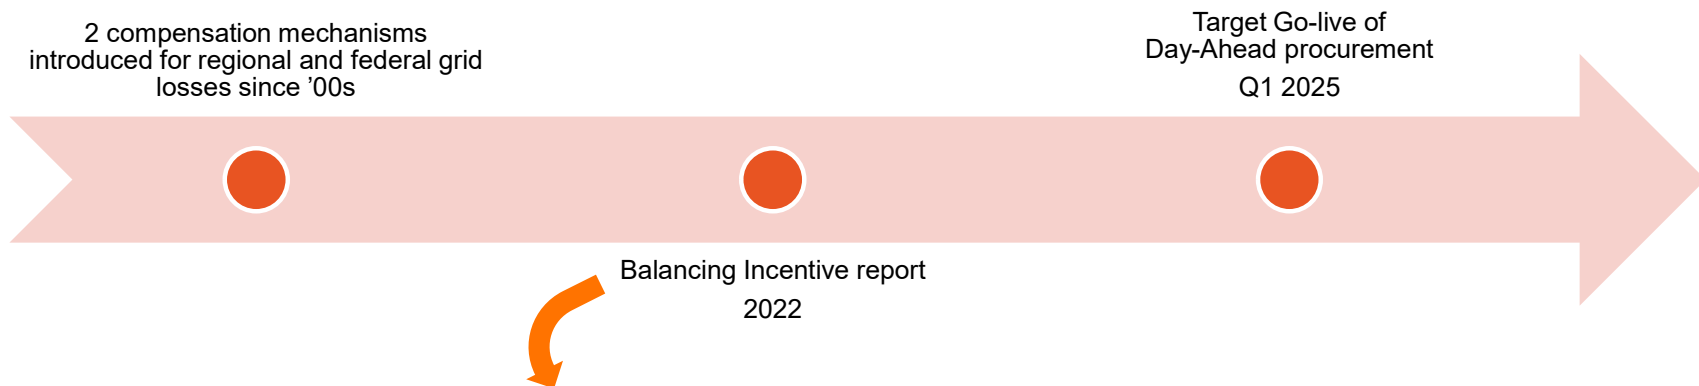 2 compensation mechanisms
introduced for regional and federal grid
losses since ’00s
Balancing Incentive report
2022
Target Go-live of
Day-Ahead procurement
Q1 2025